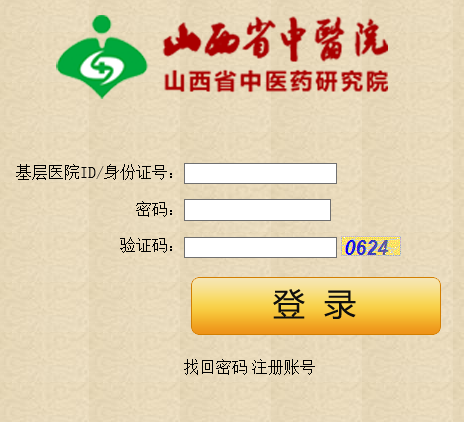 山西省中醫院
山西省中医药研究院
基层医院ID/身份证号：
密码：
验证码： 0624
登 录
找回密码 注册账号